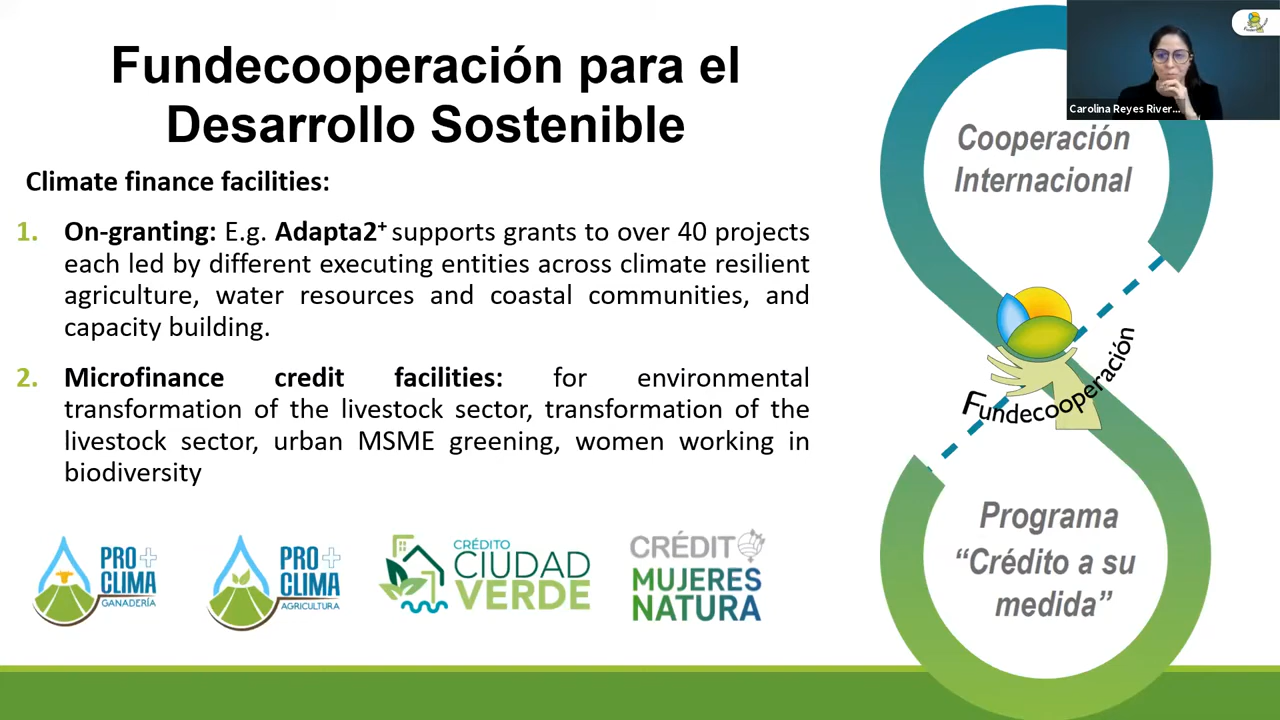 Fundecooperación para el
Desarrollo Sostenible
Climate finance facilities:
1. On-granting: E.g. Adapta2+ supports grants to over 40 projects
each led by different executing entities across climate resilient
agriculture, water resources and coastal communities, and
capacity building.
2. Microfinance credit facilities: for environmental
transformation of the livestock sector, transformation of the
livestock sector, urban MSME greening, women working in
biodiversity
PRO+
CLIMA
GANADERÍA
PRO+
CLIMA
AGRICULTURA
CRÉDITO
CIUDAD
VERDE
CRÉDIT
MUJERES
NATURA
Carolina Reyes River...
Cooperación
Internacional
Fundecooperación
Programa
“Crédito a su
medida”